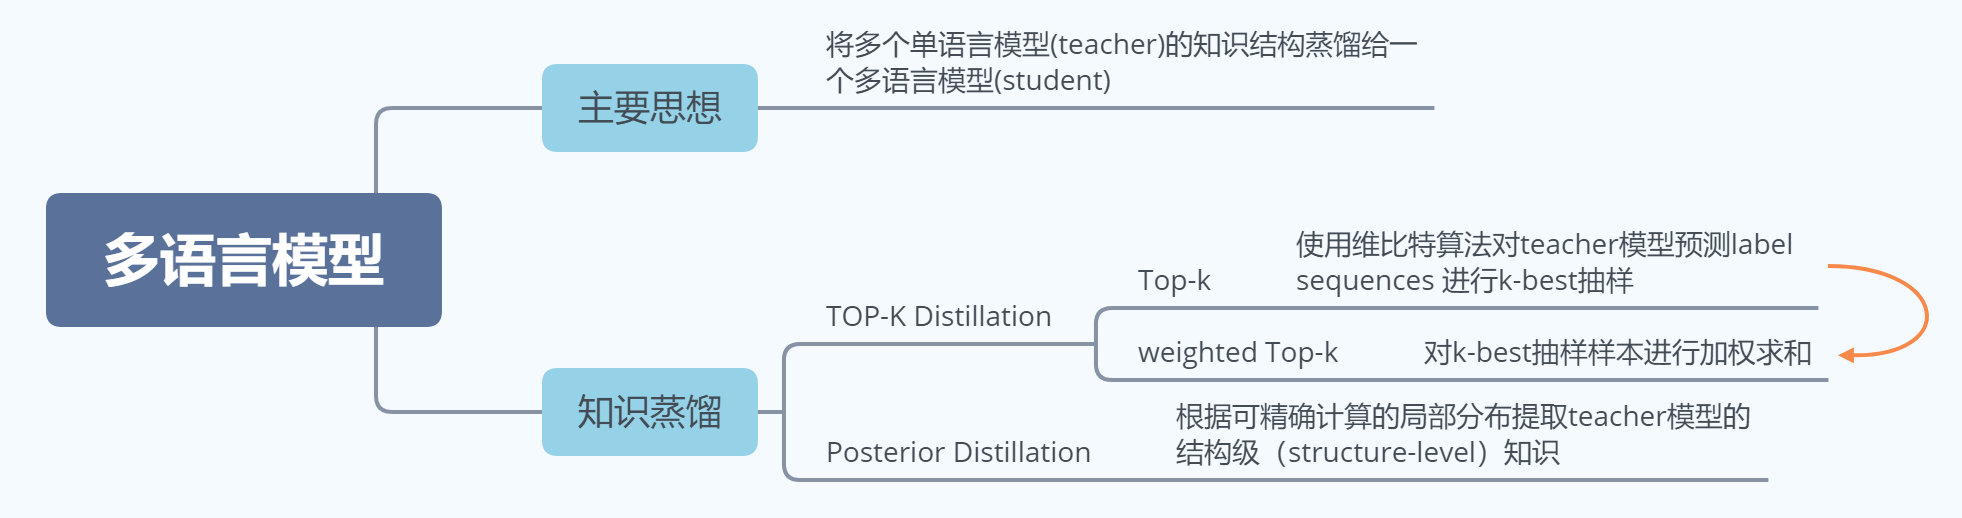 多语言模型
主要思想
将多个单语言模型(teacher)的知识结构蒸馏给一
个多语言模型(student)
知识蒸馏
TOP-K Distillation
Top-k
使用维比特算法对teacher模型预测label
sequences 进行k-best抽样
weighted Top-k
对k-best抽样样本进行加权求和
Posterior Distillation
根据可精确计算的局部分布提取teacher模型的
结构级（structure-level）知识